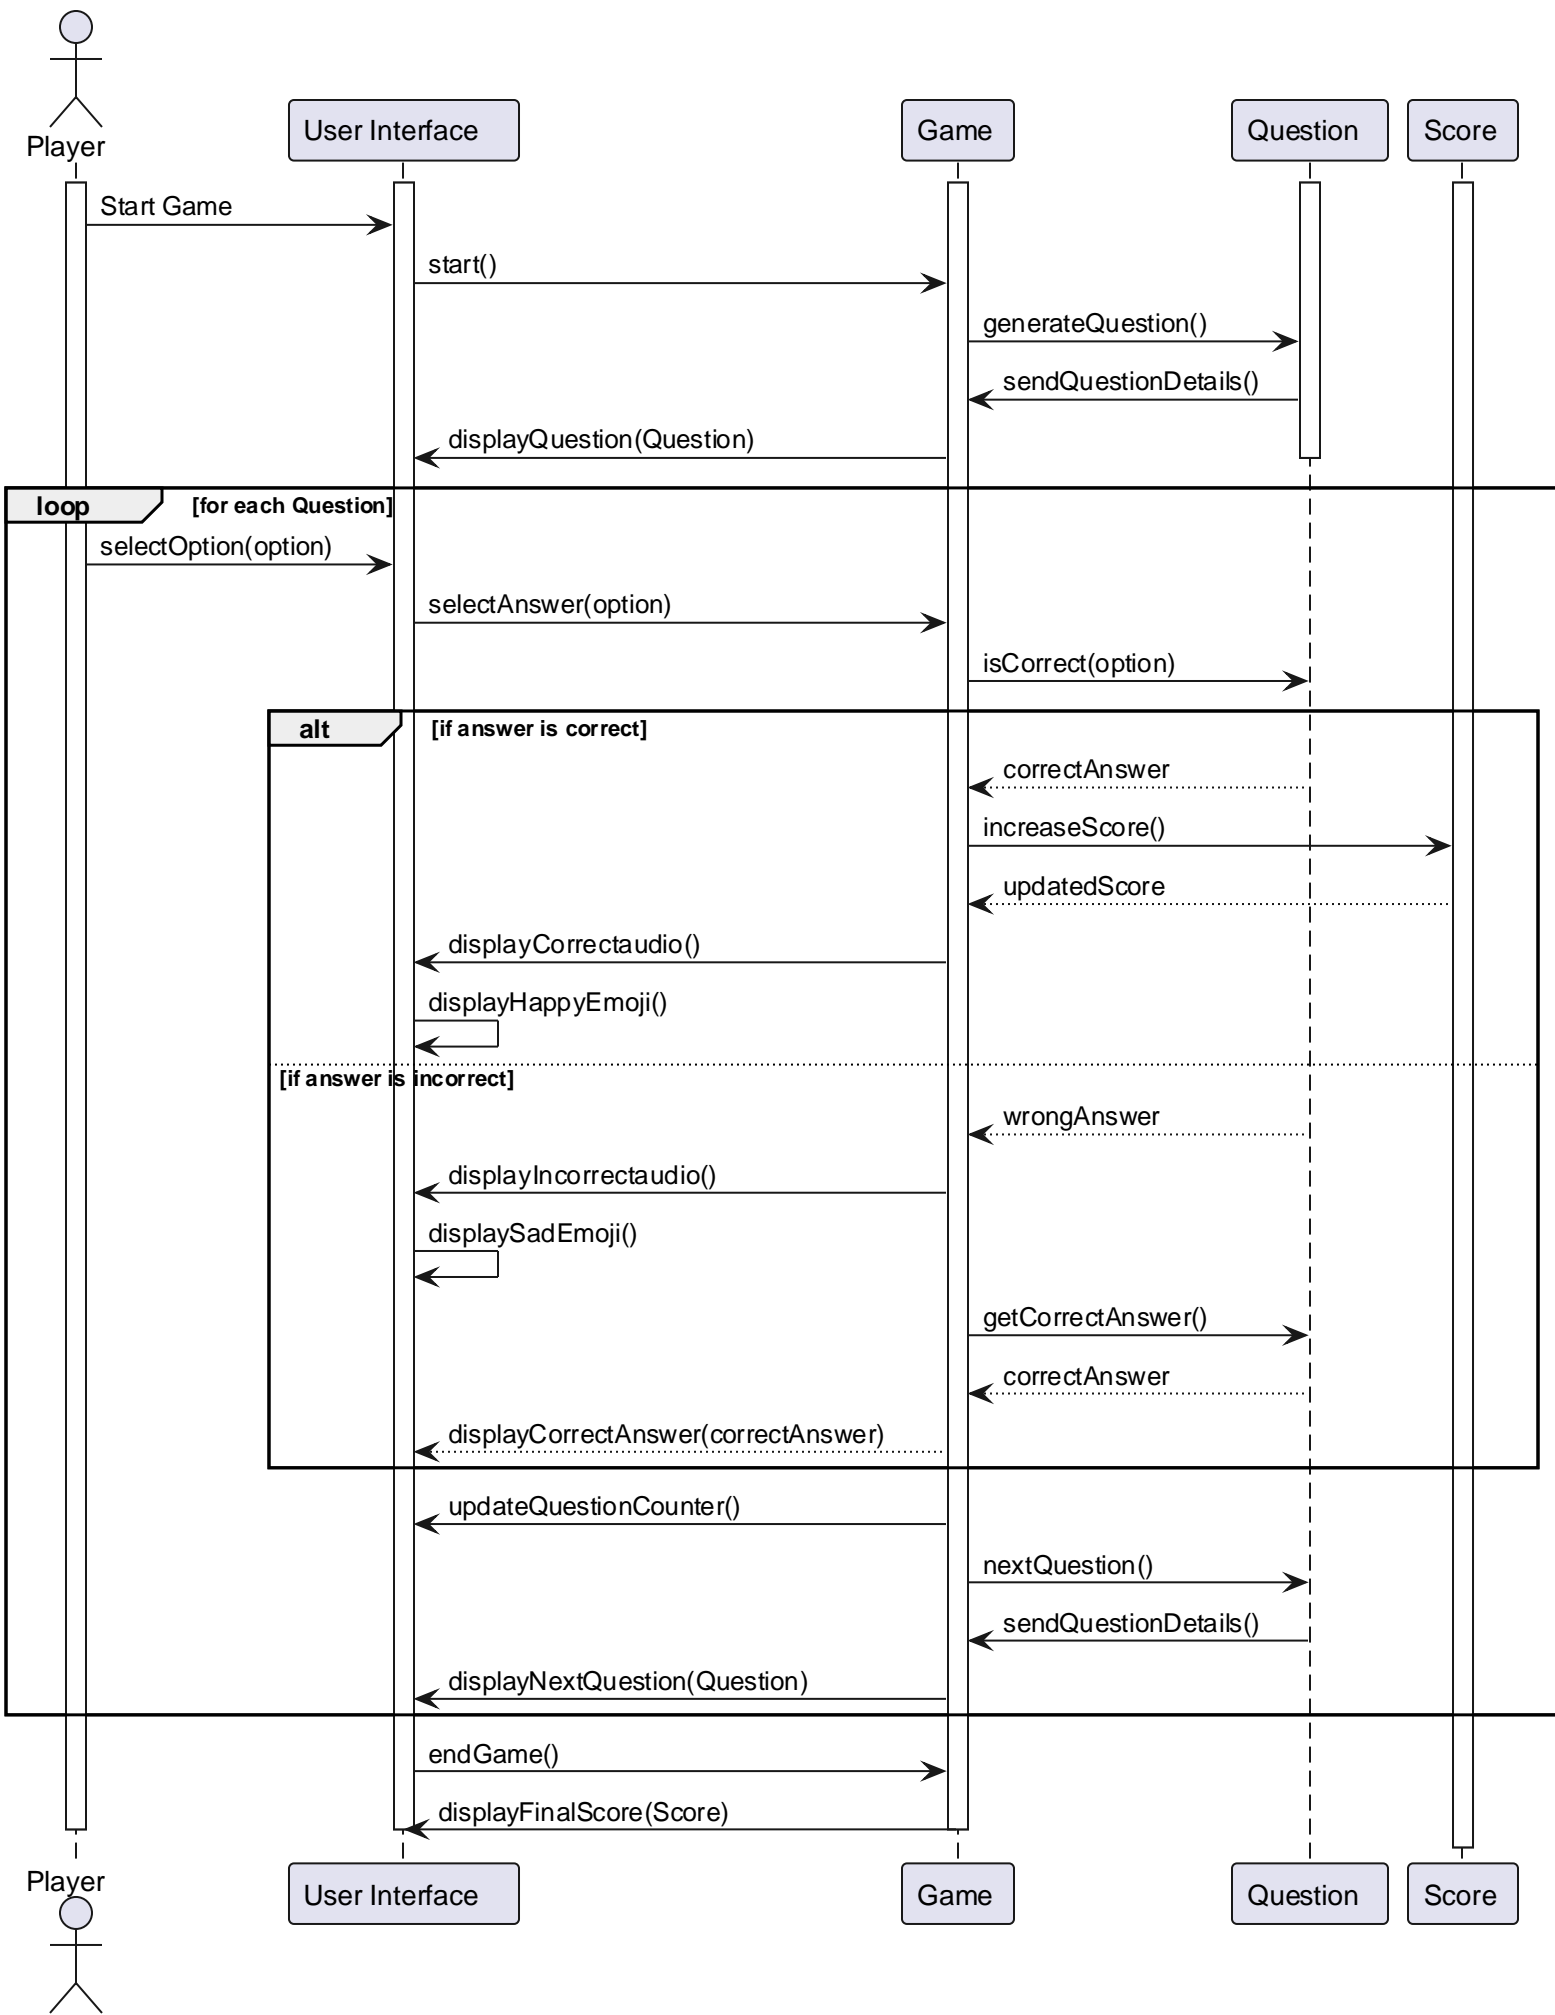 Player
User Interface
Game
Question
Score
Start Game
start()
generateQuestion()
sendQuestionDetails()
displayQuestion(Question)
loop
[for each Question]
selectOption(option)
selectAnswer(option)
isCorrect(option)
alt
[if answer is correct]
correctAnswer
increaseScore()
updatedScore
displayCorrectaudio()
displayHappyEmoji()
[if answer is incorrect]
wrongAnswer
displayIncorrectaudio()
displaySadEmoji()
getCorrectAnswer()
correctAnswer
displayCorrectAnswer(correctAnswer)
updateQuestionCounter()
nextQuestion()
sendQuestionDetails()
displayNextQuestion(Question)
endGame()
displayFinalScore(Score)
Player
User Interface
Game
Question
Score